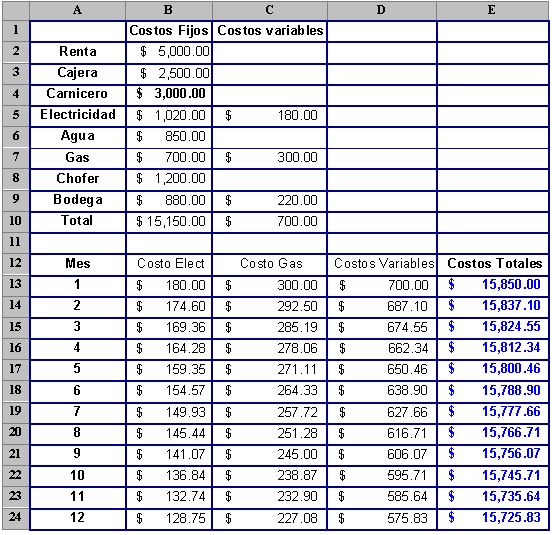 A B C D E
1 Costos Fijos Costos variables
2 Renta $ 5,000.00
3 Cajera $ 2,500.00
4 Carnicero $ 3,000.00
5 Electricidad $ 1,020.00 $ 180.00
6 Agua $ 850.00
7 Gas $ 700.00 $ 300.00
8 Chofer $ 1,200.00
9 Bodega $ 880.00 $ 220.00
10 Total $ 15,150.00 $ 700.00
11
12 Mes Costo Elect Costo Gas Costos Variables Costos Totales
13 1 $ 180.00 $ 300.00 $ 700.00 $ 15,850.00
14 2 $ 174.60 $ 292.50 $ 687.10 $ 15,837.10
15 3 $ 169.36 $ 285.19 $ 674.55 $ 15,824.55
16 4 $ 164.28 $ 278.06 $ 662.34 $ 15,812.34
17 5 $ 159.35 $ 271.11 $ 650.46 $ 15,800.46
18 6 $ 154.57 $ 264.33 $ 638.90 $ 15,788.90
19 7 $ 149.93 $ 257.72 $ 627.66 $ 15,777.66
20 8 $ 145.44 $ 251.28 $ 616.71 $ 15,766.71
21 9 $ 141.07 $ 245.00 $ 606.07 $ 15,756.07
22 10 $ 136.84 $ 238.87 $ 595.71 $ 15,745.71
23 11 $ 132.74 $ 232.90 $ 585.64 $ 15,735.64
24 12 $ 128.75 $ 227.08 $ 575.83 $ 15,725.83